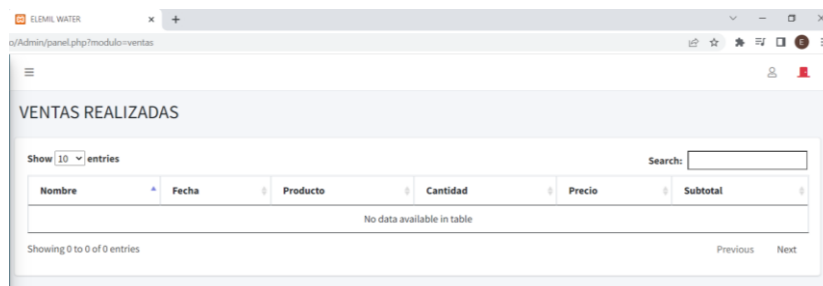 ELEMIL WATER
o/Admin/panel.php?modulo=ventas
E
VENTAS REALIZADAS
Show 10 entries
Search:
Nombre Fecha Producto Cantidad Precio Subtotal
No data available in table
Showing 0 to 0 of 0 entries
Previous Next